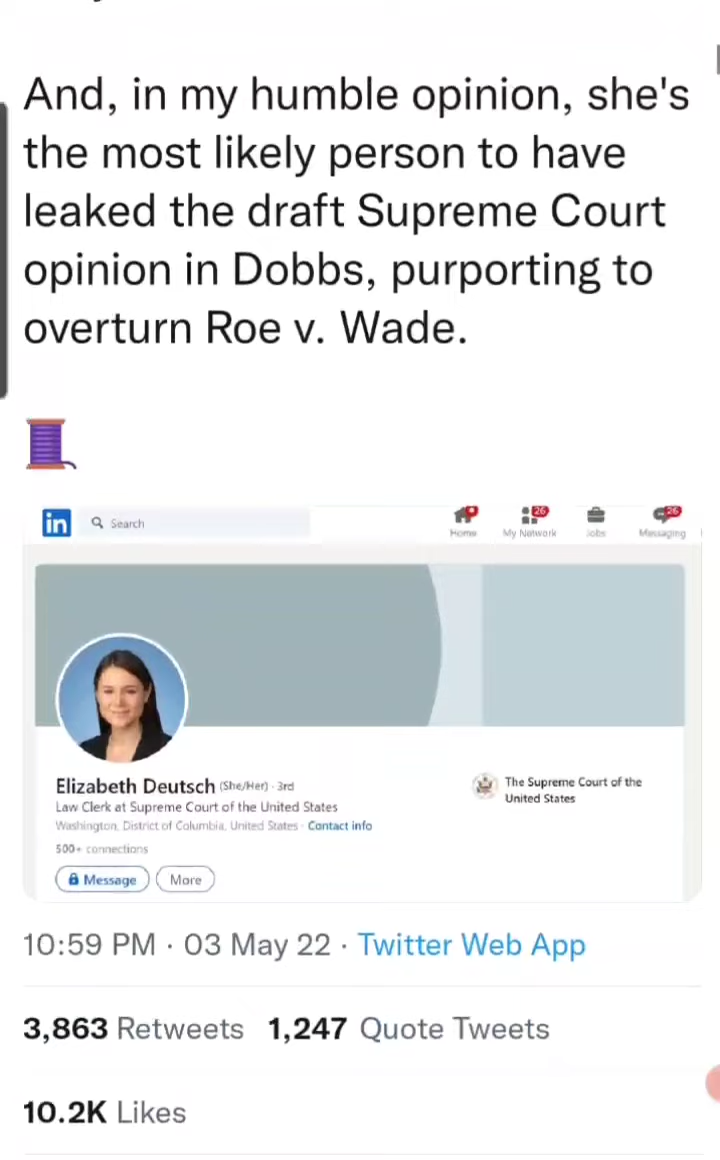 And, in my humble opinion, she's
the most likely person to have
leaked the draft Supreme Court
opinion in Dobbs, purporting to
overturn Roe v. Wade.
in Search
Home My Network 26 Jobs Messaging 26
Elizabeth Deutsch (She/Her) · 3rd
Law Clerk at Supreme Court of the United States
Washington, District of Columbia, United States · Contact info
500+ connections
Message More
The Supreme Court of the
United States
10:59 PM · 03 May 22 · Twitter Web App
3,863 Retweets 1,247 Quote Tweets
10.2K Likes